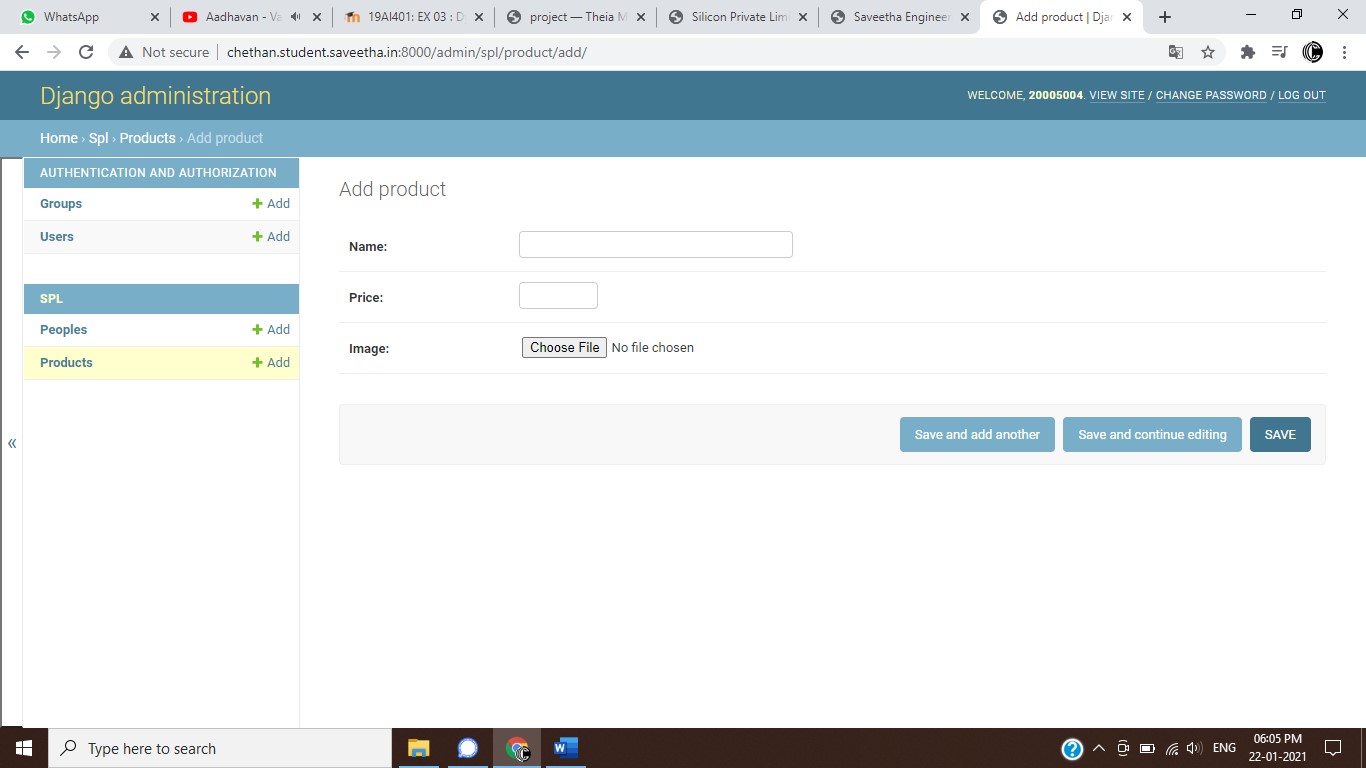 WhatsApp
Aadhavan - Va
19AI401: EX 03 : D
project — Theia M
Silicon Private Lim
Saveetha Engineer
Add product | Djan
Not secure
chethan.student.saveetha.in:8000/admin/spl/product/add/
Django administration
WELCOME, 20005004. VIEW SITE / CHANGE PASSWORD / LOG OUT
Home › Spl › Products › Add product
AUTHENTICATION AND AUTHORIZATION
Groups + Add
Users + Add
SPL
Peoples + Add
Products + Add
«
Add product
Name:
Price:
Image: Choose File No file chosen
Save and add another Save and continue editing SAVE
Type here to search
ENG
06:05 PM
22-01-2021